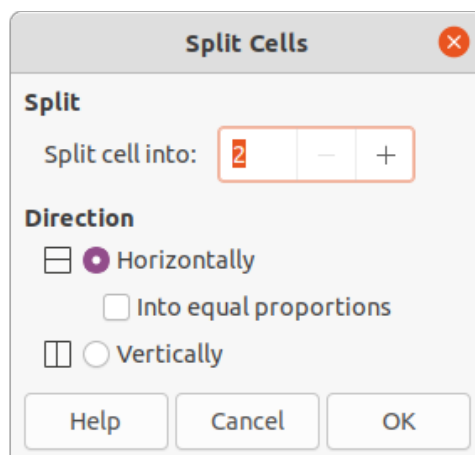 Split Cells
Split
Split cell into: 2
Direction
Horizontally
Into equal proportions
Vertically
Help Cancel OK